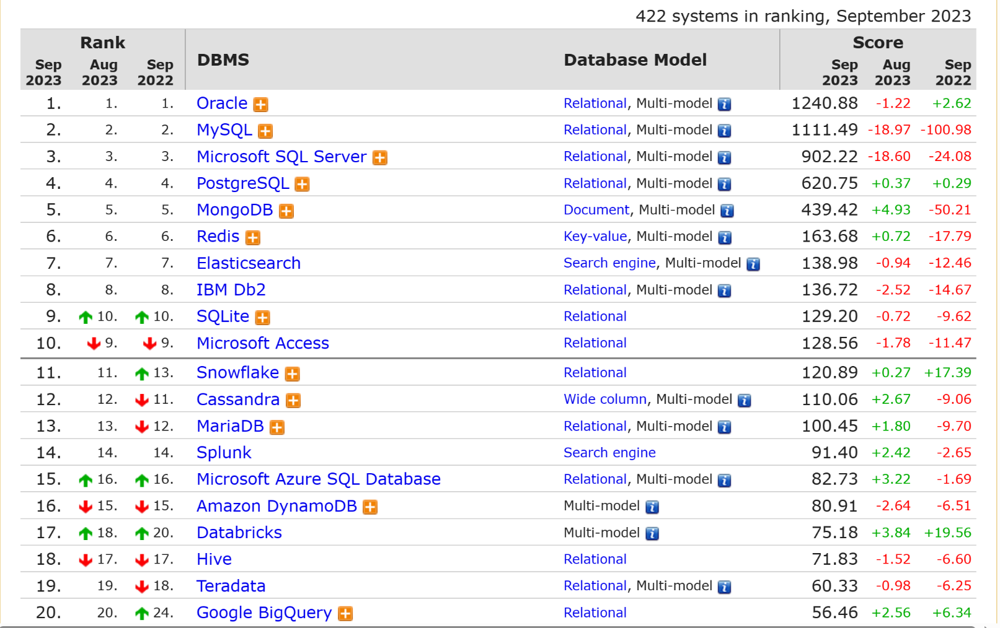 422 systems in ranking, September 2023
Rank DBMS Database Model Score
Sep 2023 Aug 2023 Sep 2022 Sep 2023 Aug 2023 Sep 2022
1. 1. 1. Oracle Relational, Multi-model 1240.88 -1.22 +2.62
2. 2. 2. MySQL Relational, Multi-model 1111.49 -18.97 -100.98
3. 3. 3. Microsoft SQL Server Relational, Multi-model 902.22 -18.60 -24.08
4. 4. 4. PostgreSQL Relational, Multi-model 620.75 +0.37 +0.29
5. 5. 5. MongoDB Document, Multi-model 439.42 +4.93 -50.21
6. 6. 6. Redis Key-value, Multi-model 163.68 +0.72 -17.79
7. 7. 7. Elasticsearch Search engine, Multi-model 138.98 -0.94 -12.46
8. 8. 8. IBM Db2 Relational, Multi-model 136.72 -2.52 -14.67
9. 10. 10. SQLite Relational 129.20 -0.72 -9.62
10. 9. 9. Microsoft Access Relational 128.56 -1.78 -11.47
11. 11. 13. Snowflake Relational 120.89 +0.27 +17.39
12. 12. 11. Cassandra Wide column, Multi-model 110.06 +2.67 -9.06
13. 13. 12. MariaDB Relational, Multi-model 100.45 +1.80 -9.70
14. 14. 14. Splunk Search engine 91.40 +2.42 -2.65
15. 16. 16. Microsoft Azure SQL Database Relational, Multi-model 82.73 +3.22 -1.69
16. 15. 15. Amazon DynamoDB Multi-model 80.91 -2.64 -6.51
17. 18. 20. Databricks Multi-model 75.18 +3.84 +19.56
18. 17. 17. Hive Relational 71.83 -1.52 -6.60
19. 19. 18. Teradata Relational, Multi-model 60.33 -0.98 -6.25
20. 20. 24. Google BigQuery Relational 56.46 +2.56 +6.34